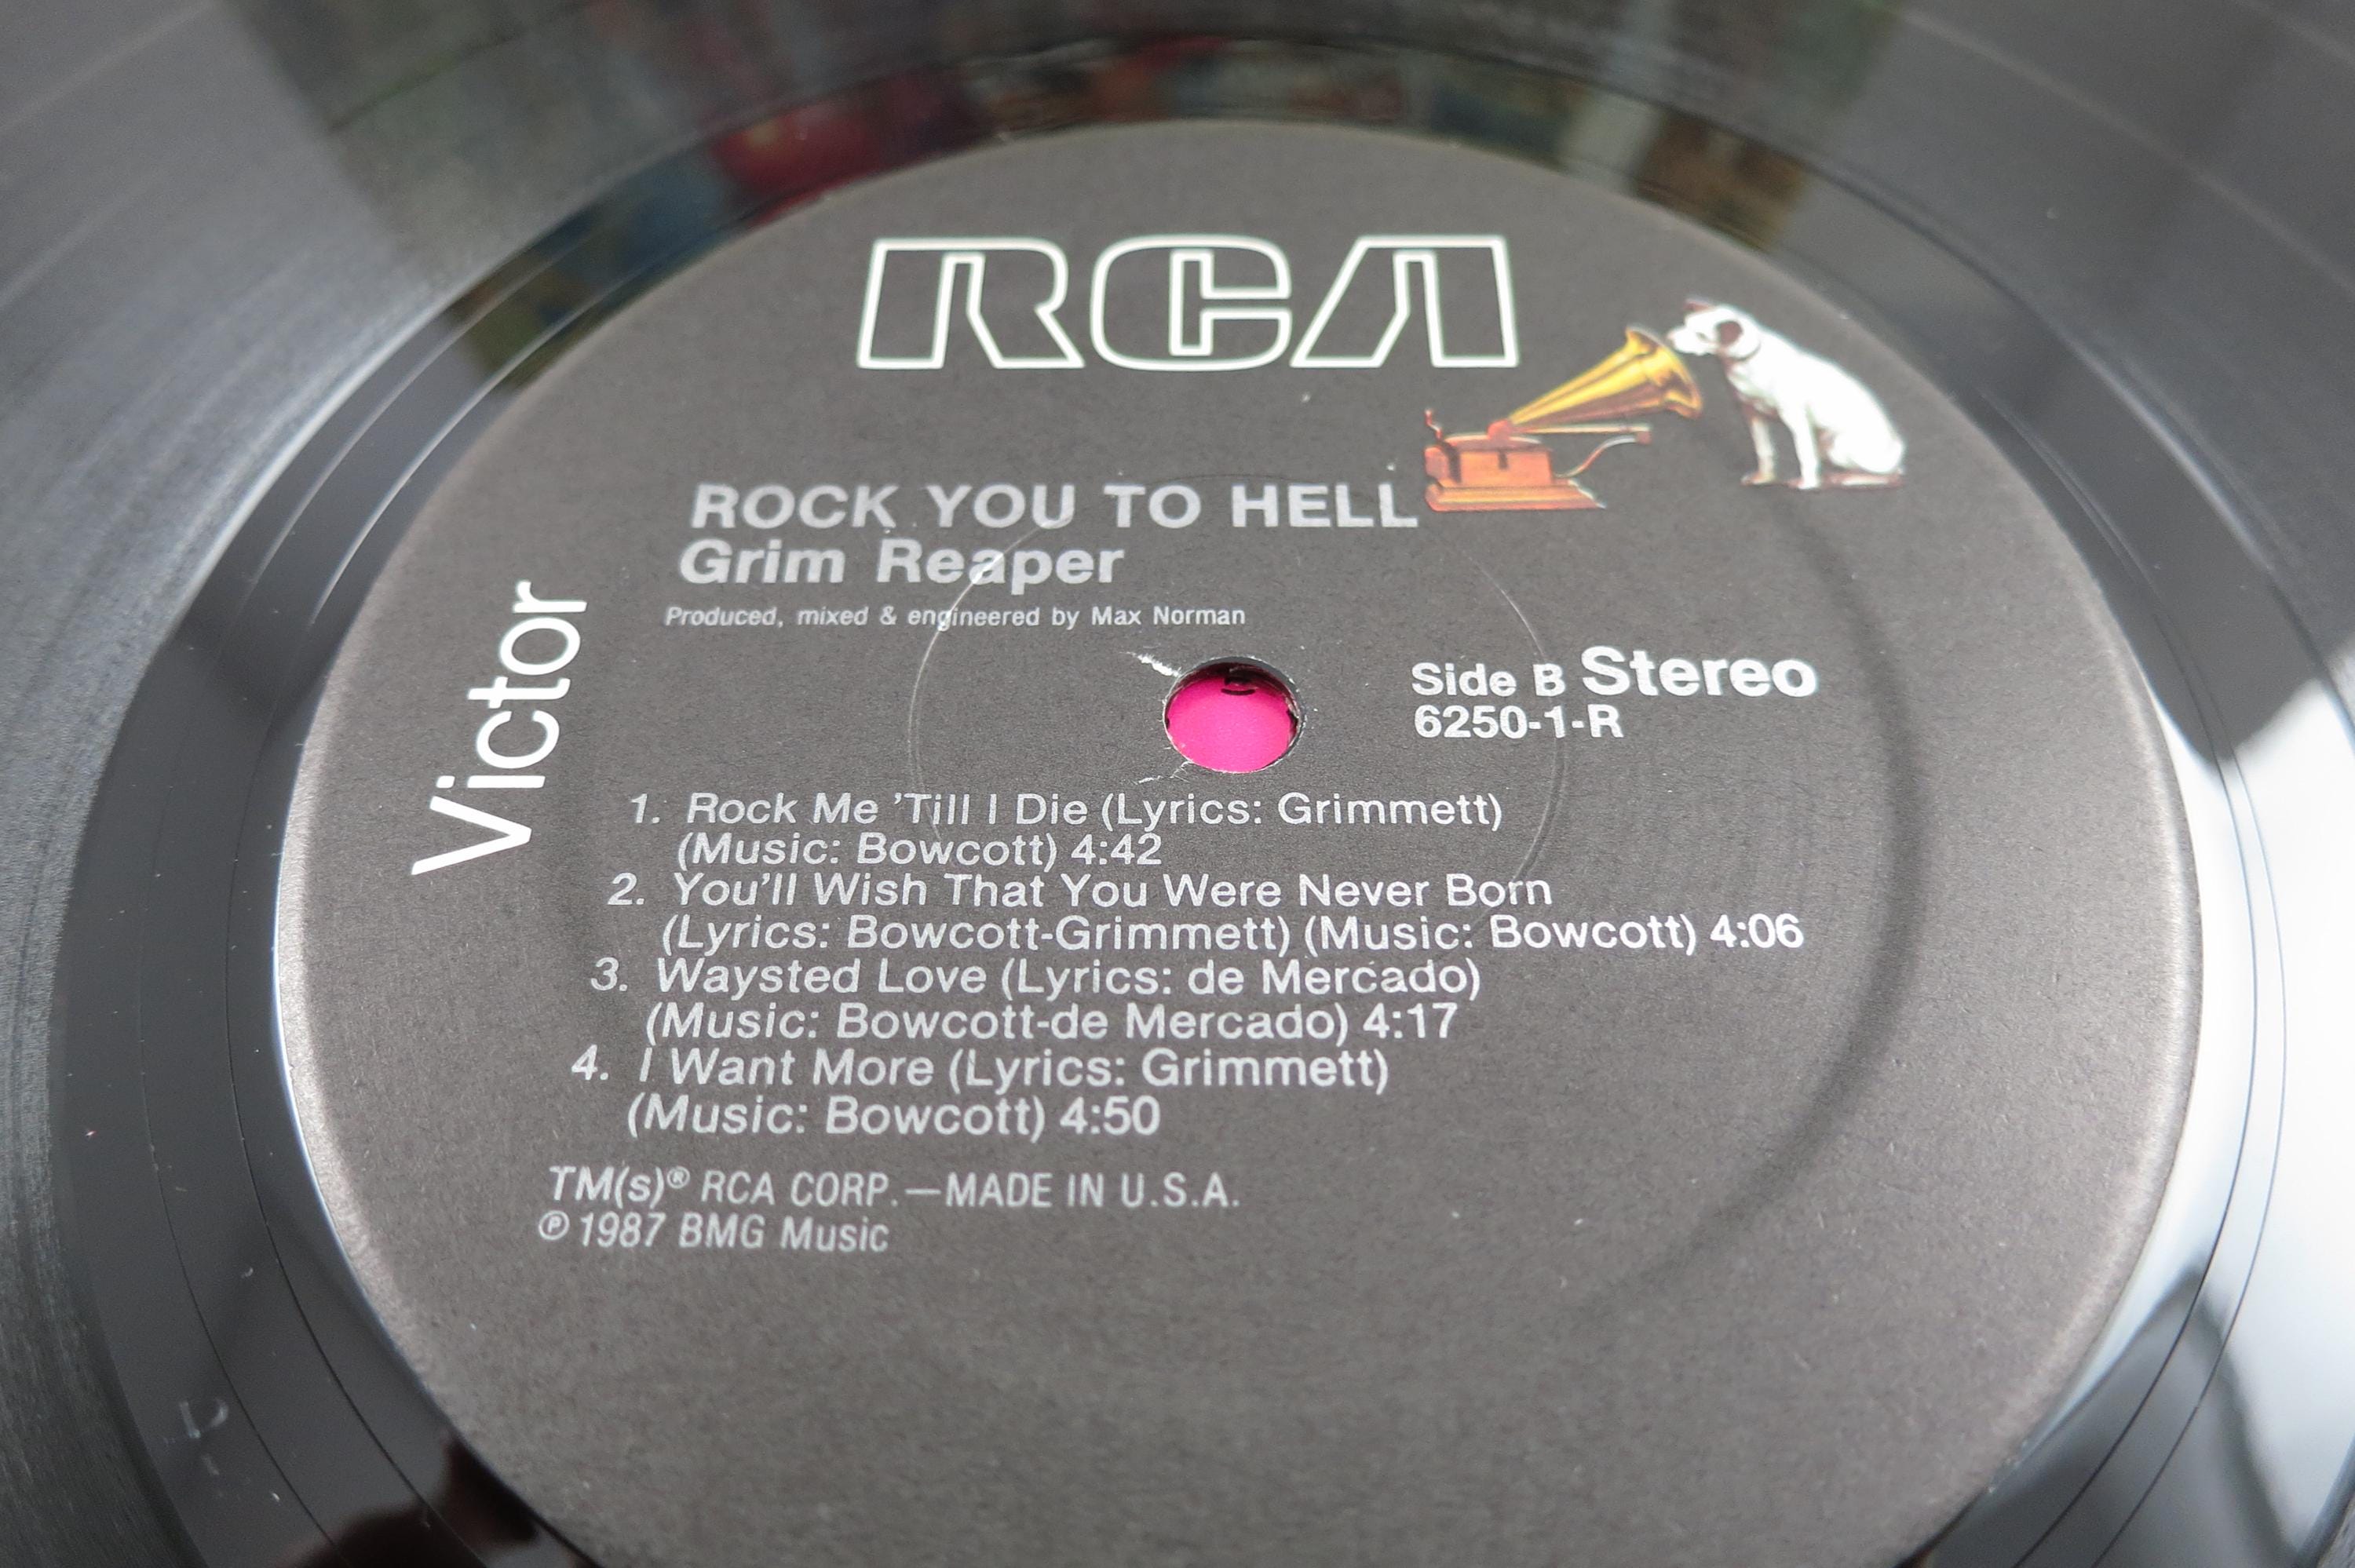 RCA
ROCK YOU TO HELL
Grim Reaper
Produced, mixed & engineered by Max Norman
Victor
Side B Stereo
6250-1-R
1. Rock Me 'Till I Die (Lyrics: Grimmett)
(Music: Bowcott) 4:42
2. You'll Wish That You Were Never Born
(Lyrics: Bowcott-Grimmett) (Music: Bowcott) 4:06
3. Waysted Love (Lyrics: de Mercado)
(Music: Bowcott-de Mercado) 4:17
4. I Want More (Lyrics: Grimmett)
(Music: Bowcott) 4:50
TM(s)® RCA CORP.—MADE IN U.S.A.
℗ 1987 BMG Music